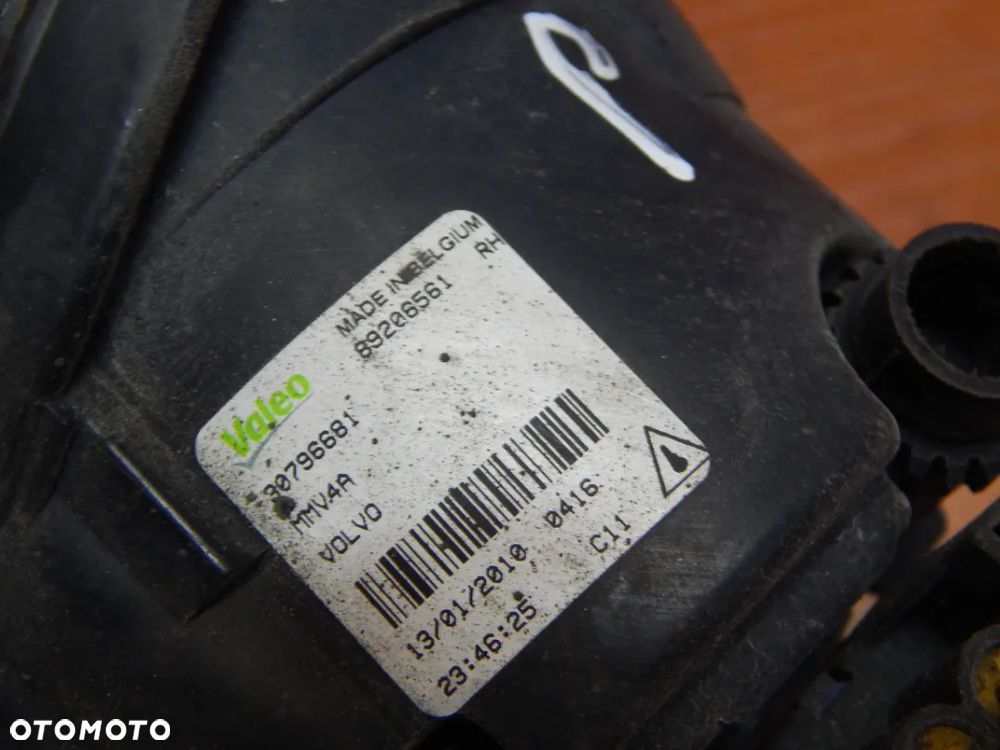 P
MADE IN BELGIUM
89206561 RH
Valeo
30796681
MMV4A
VOLVO
13/01/2010 0416
23:46:25 C11
OTOMOTO